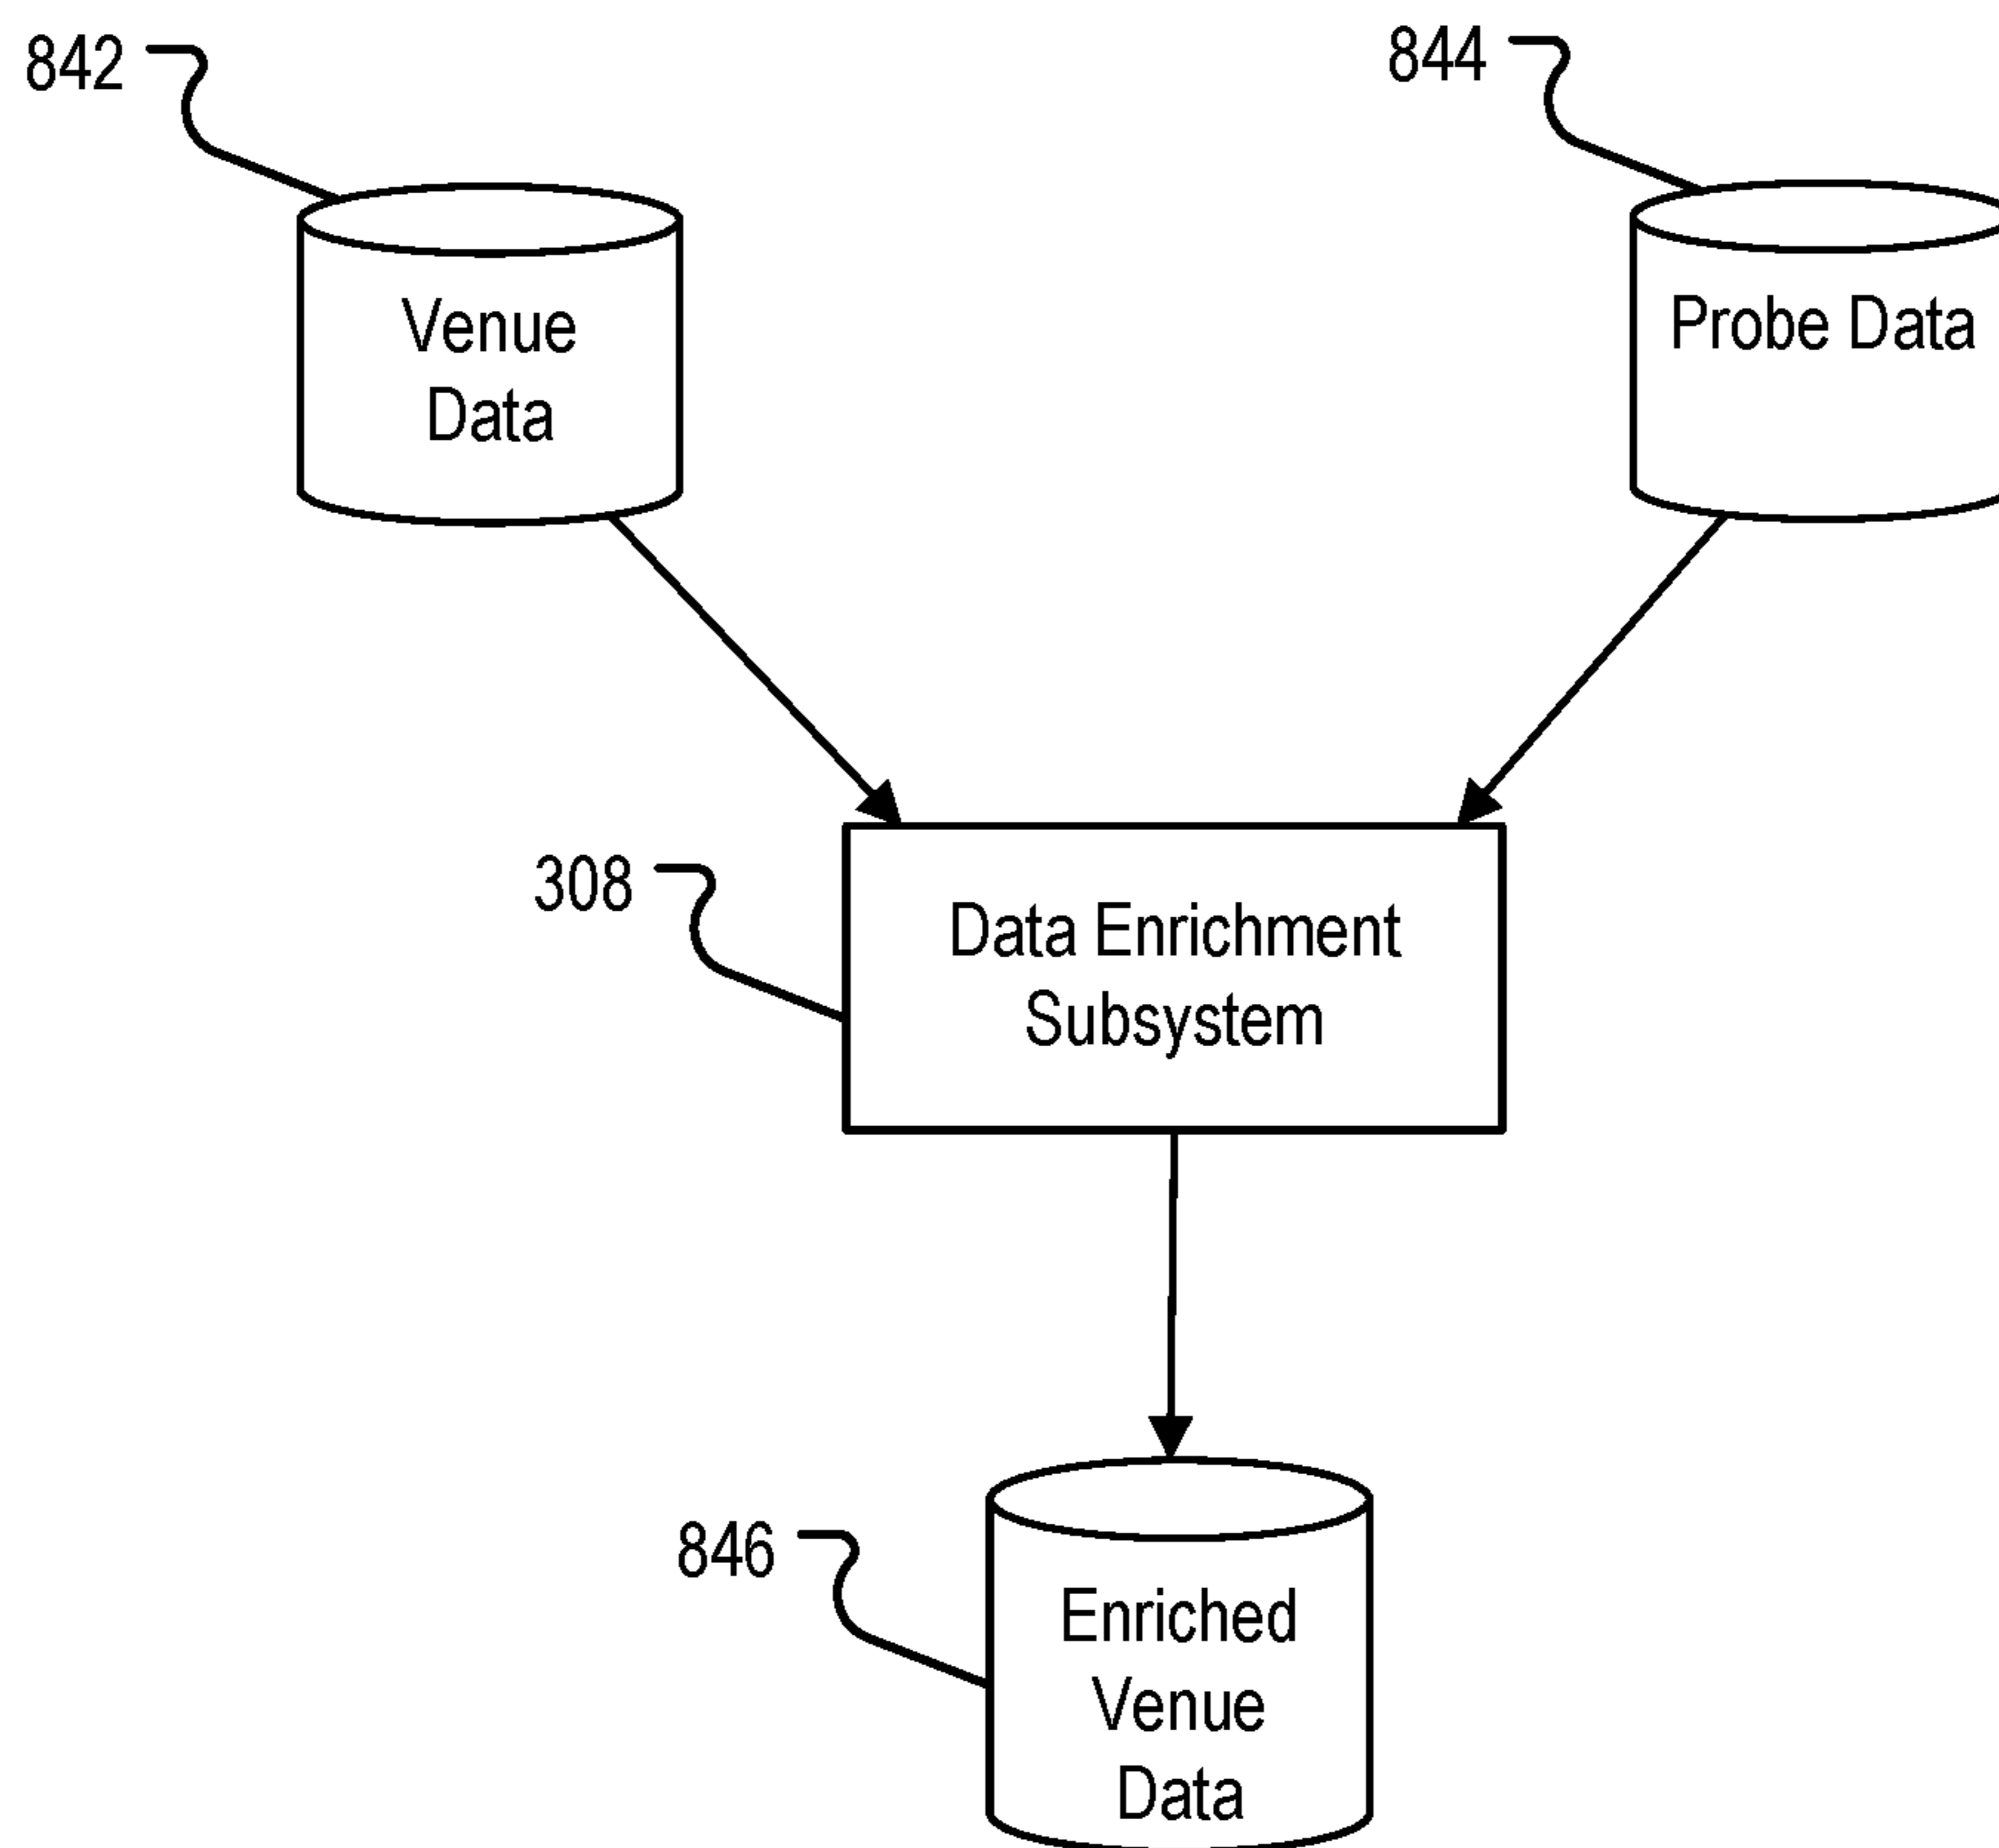 842
844
Venue
Data
Probe Data
308
Data Enrichment
Subsystem
846
Enriched
Venue
Data